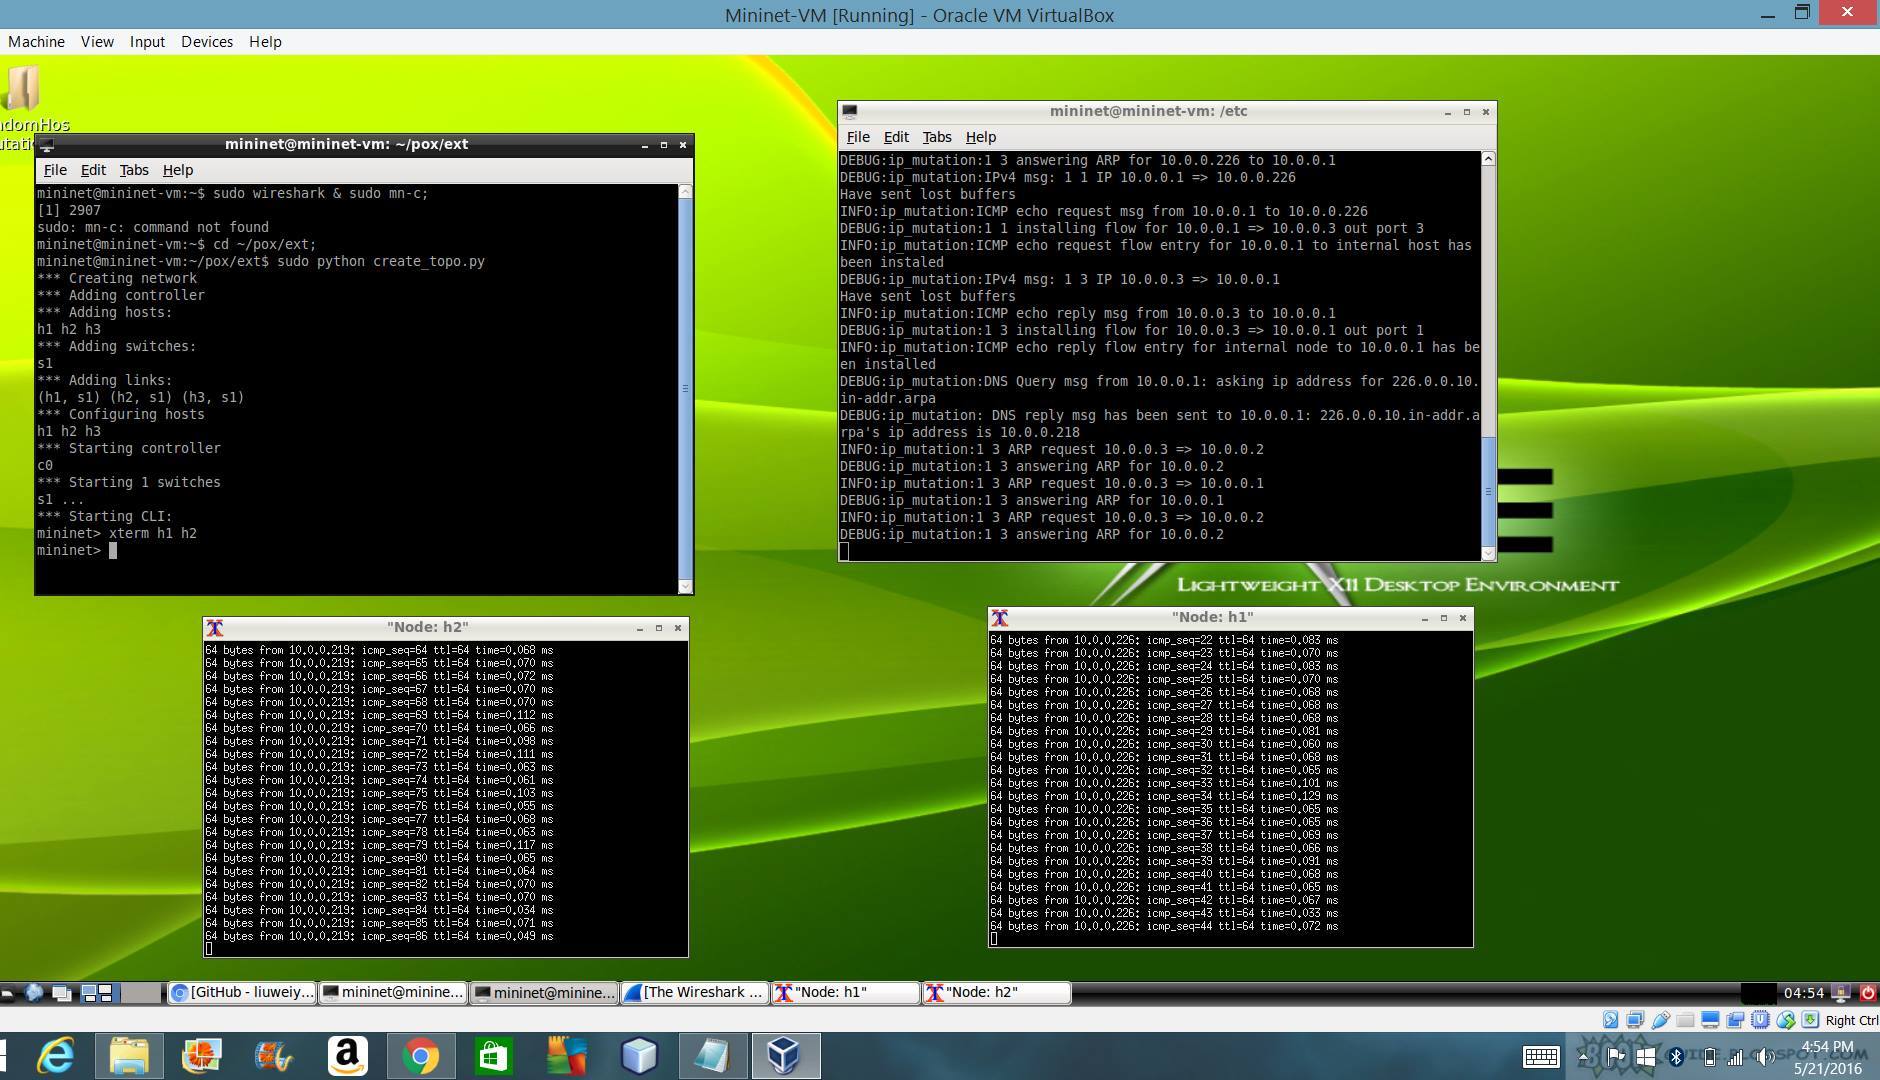 Mininet-VM [Running] - Oracle VM VirtualBox
Machine View Input Devices Help
mininet@mininet-vm: ~/pox/ext
File Edit Tabs Help
mininet@mininet-vm:~$ sudo wireshark & sudo mn-c;
[1] 2907
sudo: mn-c: command not found
mininet@mininet-vm:~$ cd ~/pox/ext;
mininet@mininet-vm:~/pox/ext$ sudo python create_topo.py
*** Creating network
*** Adding controller
*** Adding hosts:
h1 h2 h3
*** Adding switches:
s1
*** Adding links:
(h1, s1) (h2, s1) (h3, s1)
*** Configuring hosts
h1 h2 h3
*** Starting controller
c0
*** Starting 1 switches
s1 ...
*** Starting CLI:
mininet> xterm h1 h2
mininet>
mininet@mininet-vm: /etc
File Edit Tabs Help
DEBUG:ip_mutation:1 3 answering ARP for 10.0.0.226 to 10.0.0.1
DEBUG:ip_mutation:IPv4 msg: 1 1 IP 10.0.0.1 => 10.0.0.226
Have sent lost buffers
INFO:ip_mutation:ICMP echo request msg from 10.0.0.1 to 10.0.0.226
DEBUG:ip_mutation:1 1 installing flow for 10.0.0.1 => 10.0.0.3 out port 3
INFO:ip_mutation:ICMP echo request flow entry for 10.0.0.1 to internal host has
been instaled
DEBUG:ip_mutation:IPv4 msg: 1 3 IP 10.0.0.3 => 10.0.0.1
Have sent lost buffers
INFO:ip_mutation:ICMP echo reply msg from 10.0.0.3 to 10.0.0.1
DEBUG:ip_mutation:1 3 installing flow for 10.0.0.3 => 10.0.0.1 out port 1
INFO:ip_mutation:ICMP echo reply flow entry for internal node to 10.0.0.1 has be
en installed
DEBUG:ip_mutation:DNS Query msg from 10.0.0.1: asking ip address for 226.0.0.10.
in-addr.arpa
DEBUG:ip_mutation: DNS reply msg has been sent to 10.0.0.1: 226.0.0.10.in-addr.a
rpa's ip address is 10.0.0.218
INFO:ip_mutation:1 3 ARP request 10.0.0.3 => 10.0.0.2
DEBUG:ip_mutation:1 3 answering ARP for 10.0.0.2
INFO:ip_mutation:1 3 ARP request 10.0.0.3 => 10.0.0.1
DEBUG:ip_mutation:1 3 answering ARP for 10.0.0.1
INFO:ip_mutation:1 3 ARP request 10.0.0.3 => 10.0.0.2
DEBUG:ip_mutation:1 3 answering ARP for 10.0.0.2
LIGHTWEIGHT X11 DESKTOP ENVIRONMENT
"Node: h2"
64 bytes from 10.0.0.219: icmp_seq=64 ttl=64 time=0.068 ms
64 bytes from 10.0.0.219: icmp_seq=65 ttl=64 time=0.070 ms
64 bytes from 10.0.0.219: icmp_seq=66 ttl=64 time=0.072 ms
64 bytes from 10.0.0.219: icmp_seq=67 ttl=64 time=0.070 ms
64 bytes from 10.0.0.219: icmp_seq=68 ttl=64 time=0.070 ms
64 bytes from 10.0.0.219: icmp_seq=69 ttl=64 time=0.112 ms
64 bytes from 10.0.0.219: icmp_seq=70 ttl=64 time=0.066 ms
64 bytes from 10.0.0.219: icmp_seq=71 ttl=64 time=0.098 ms
64 bytes from 10.0.0.219: icmp_seq=72 ttl=64 time=0.111 ms
64 bytes from 10.0.0.219: icmp_seq=73 ttl=64 time=0.063 ms
64 bytes from 10.0.0.219: icmp_seq=74 ttl=64 time=0.061 ms
64 bytes from 10.0.0.219: icmp_seq=75 ttl=64 time=0.103 ms
64 bytes from 10.0.0.219: icmp_seq=76 ttl=64 time=0.055 ms
64 bytes from 10.0.0.219: icmp_seq=77 ttl=64 time=0.068 ms
64 bytes from 10.0.0.219: icmp_seq=78 ttl=64 time=0.063 ms
64 bytes from 10.0.0.219: icmp_seq=79 ttl=64 time=0.117 ms
64 bytes from 10.0.0.219: icmp_seq=80 ttl=64 time=0.065 ms
64 bytes from 10.0.0.219: icmp_seq=81 ttl=64 time=0.064 ms
64 bytes from 10.0.0.219: icmp_seq=82 ttl=64 time=0.070 ms
64 bytes from 10.0.0.219: icmp_seq=83 ttl=64 time=0.070 ms
64 bytes from 10.0.0.219: icmp_seq=84 ttl=64 time=0.034 ms
64 bytes from 10.0.0.219: icmp_seq=85 ttl=64 time=0.071 ms
64 bytes from 10.0.0.219: icmp_seq=86 ttl=64 time=0.049 ms
"Node: h1"
64 bytes from 10.0.0.226: icmp_seq=22 ttl=64 time=0.083 ms
64 bytes from 10.0.0.226: icmp_seq=23 ttl=64 time=0.070 ms
64 bytes from 10.0.0.226: icmp_seq=24 ttl=64 time=0.083 ms
64 bytes from 10.0.0.226: icmp_seq=25 ttl=64 time=0.070 ms
64 bytes from 10.0.0.226: icmp_seq=26 ttl=64 time=0.068 ms
64 bytes from 10.0.0.226: icmp_seq=27 ttl=64 time=0.068 ms
64 bytes from 10.0.0.226: icmp_seq=28 ttl=64 time=0.068 ms
64 bytes from 10.0.0.226: icmp_seq=29 ttl=64 time=0.081 ms
64 bytes from 10.0.0.226: icmp_seq=30 ttl=64 time=0.060 ms
64 bytes from 10.0.0.226: icmp_seq=31 ttl=64 time=0.068 ms
64 bytes from 10.0.0.226: icmp_seq=32 ttl=64 time=0.065 ms
64 bytes from 10.0.0.226: icmp_seq=33 ttl=64 time=0.101 ms
64 bytes from 10.0.0.226: icmp_seq=34 ttl=64 time=0.129 ms
64 bytes from 10.0.0.226: icmp_seq=35 ttl=64 time=0.065 ms
64 bytes from 10.0.0.226: icmp_seq=36 ttl=64 time=0.065 ms
64 bytes from 10.0.0.226: icmp_seq=37 ttl=64 time=0.069 ms
64 bytes from 10.0.0.226: icmp_seq=38 ttl=64 time=0.066 ms
64 bytes from 10.0.0.226: icmp_seq=39 ttl=64 time=0.091 ms
64 bytes from 10.0.0.226: icmp_seq=40 ttl=64 time=0.068 ms
64 bytes from 10.0.0.226: icmp_seq=41 ttl=64 time=0.065 ms
64 bytes from 10.0.0.226: icmp_seq=42 ttl=64 time=0.067 ms
64 bytes from 10.0.0.226: icmp_seq=43 ttl=64 time=0.033 ms
64 bytes from 10.0.0.226: icmp_seq=44 ttl=64 time=0.072 ms
[GitHub - liuweiy... mininet@minine... mininet@minine... [The Wireshark ... "Node: h1" "Node: h2" 04:54
Right Ctrl
4:54 PM
5/21/2016